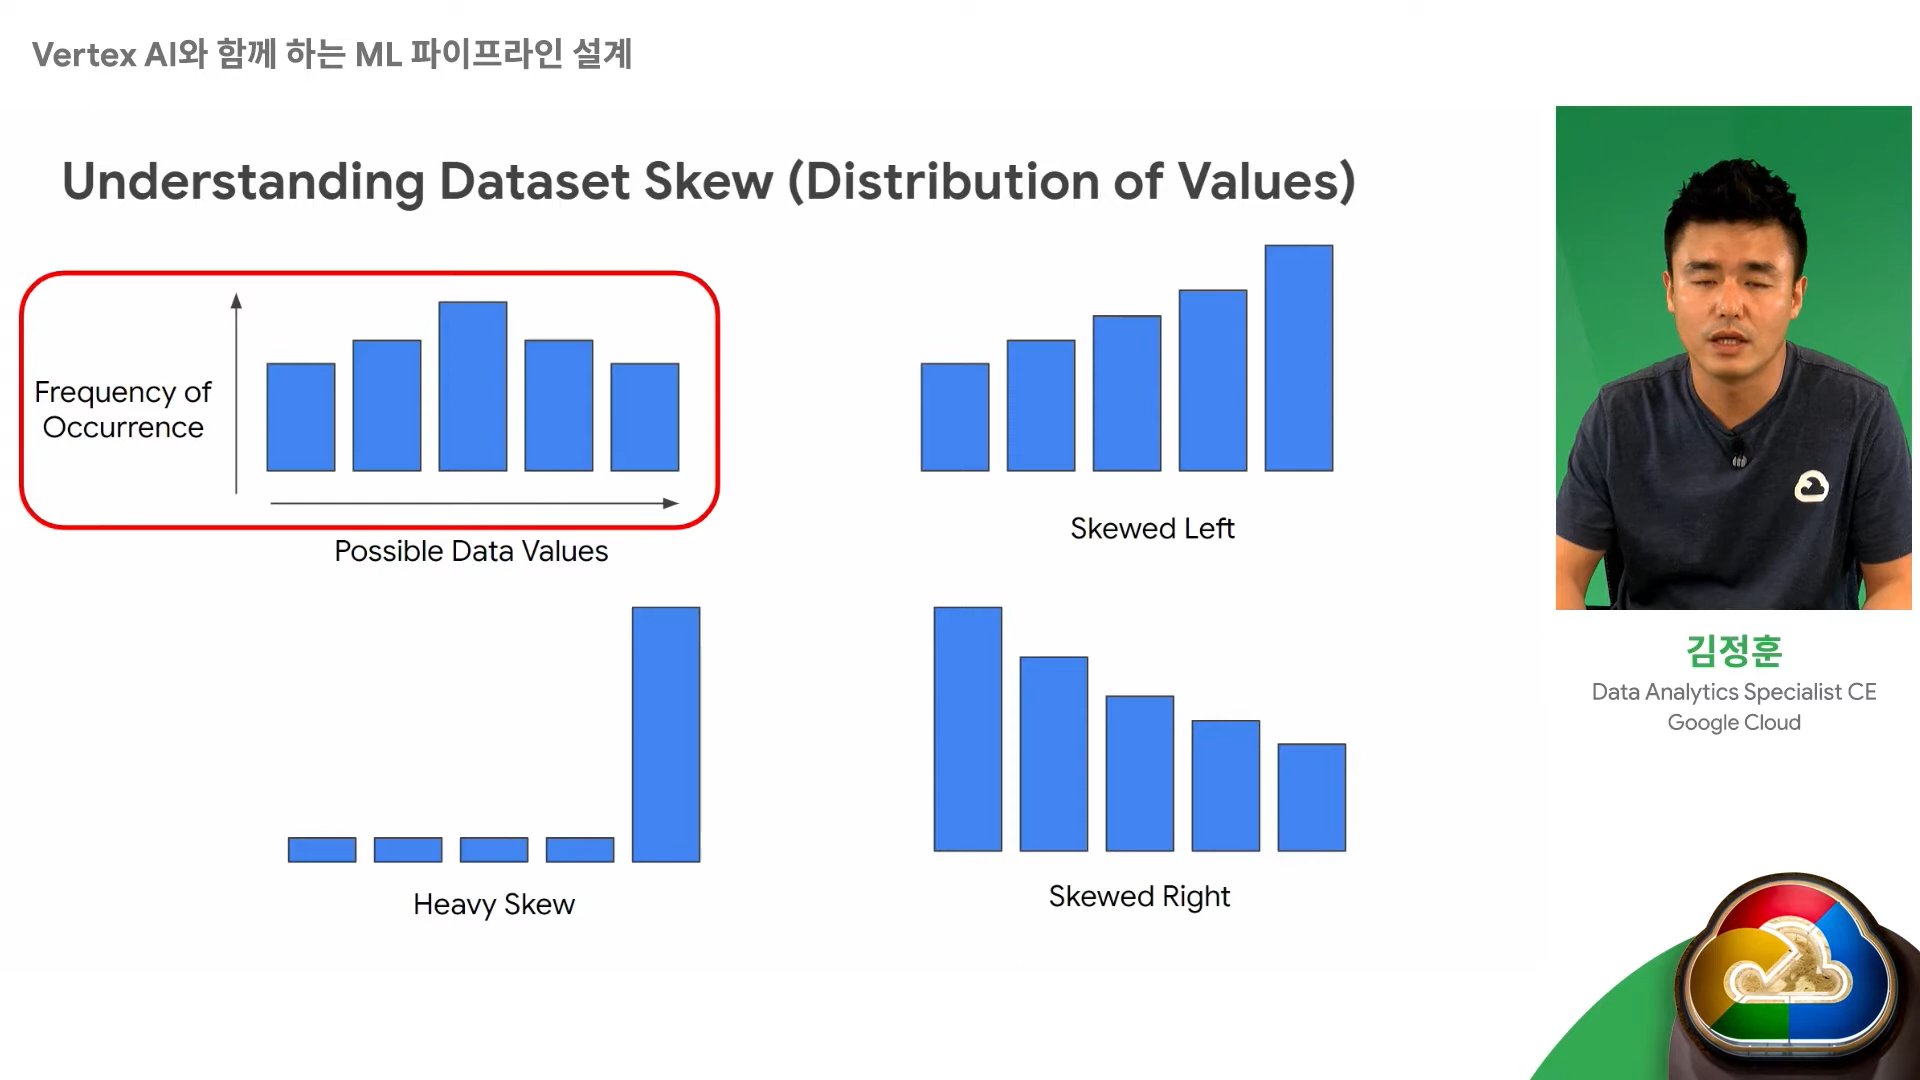 Vertex AI와 함께 하는 ML 파이프라인 설계
Understanding Dataset Skew (Distribution of Values)
Frequency of
Occurrence
Possible Data Values
Skewed Left
Heavy Skew
Skewed Right
김정훈
Data Analytics Specialist CE
Google Cloud